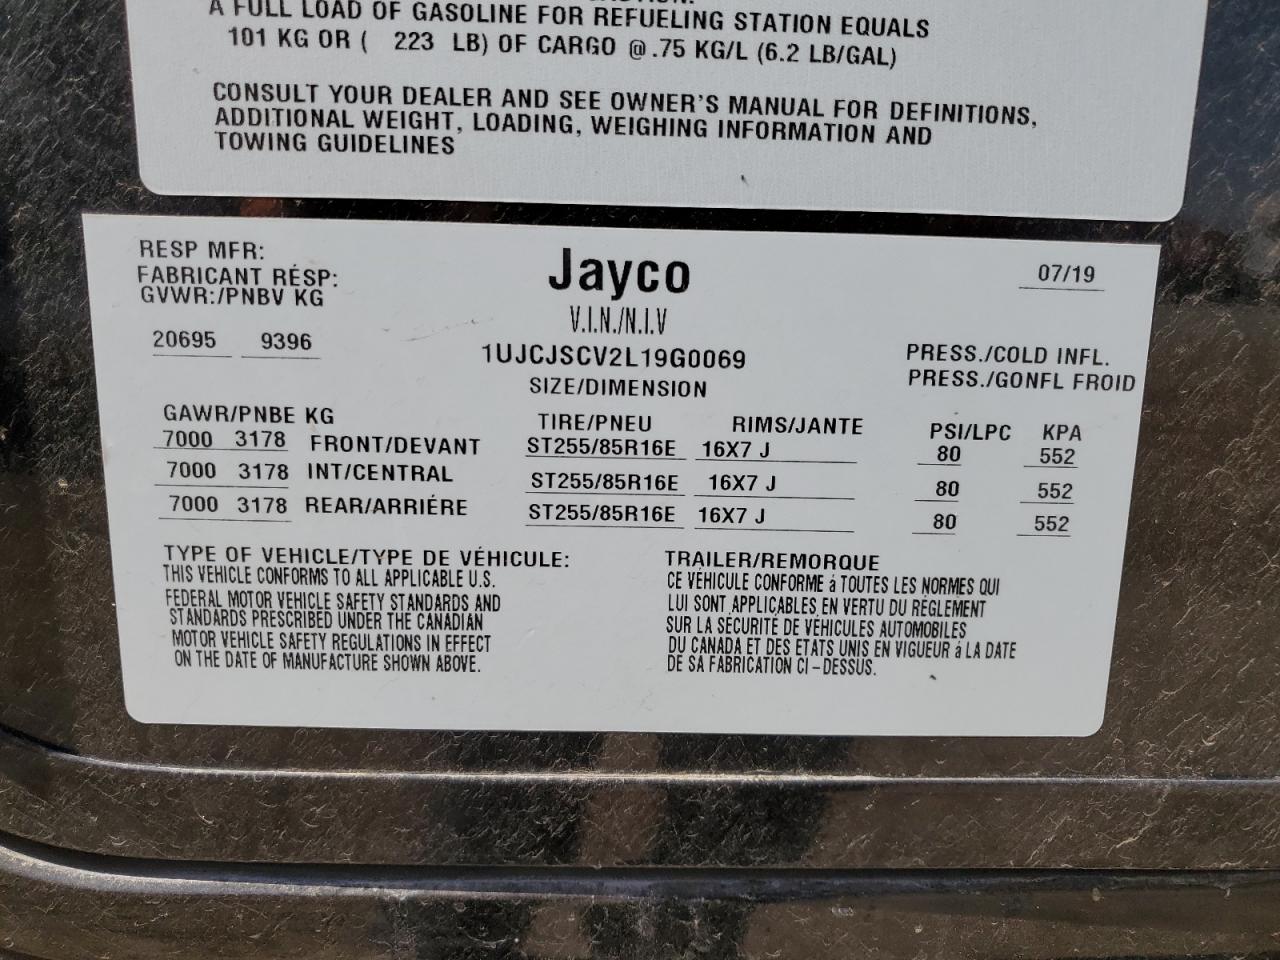 A FULL LOAD OF GASOLINE FOR REFUELING STATION EQUALS
101 KG OR ( 223 LB) OF CARGO @ .75 KG/L (6.2 LB/GAL)
CONSULT YOUR DEALER AND SEE OWNER'S MANUAL FOR DEFINITIONS,
ADDITIONAL WEIGHT, LOADING, WEIGHING INFORMATION AND
TOWING GUIDELINES
RESP MFR:
FABRICANT RÉSP:
GVWR:/PNBV KG
Jayco
07/19
V.I.N./N.I.V
20695 9396
1UJCJSCV2L19G0069
PRESS./COLD INFL.
PRESS./GONFL FROID
SIZE/DIMENSION
GAWR/PNBE KG
TIRE/PNEU RIMS/JANTE PSI/LPC KPA
7000 3178 FRONT/DEVANT ST255/85R16E 16X7 J 80 552
7000 3178 INT/CENTRAL ST255/85R16E 16X7 J 80 552
7000 3178 REAR/ARRIÉRE ST255/85R16E 16X7 J 80 552
TYPE OF VEHICLE/TYPE DE VÉHICULE: TRAILER/REMORQUE
THIS VEHICLE CONFORMS TO ALL APPLICABLE U.S.
FEDERAL MOTOR VEHICLE SAFETY STANDARDS AND
STANDARDS PRESCRIBED UNDER THE CANADIAN
MOTOR VEHICLE SAFETY REGULATIONS IN EFFECT
ON THE DATE OF MANUFACTURE SHOWN ABOVE.
CE VÉHICULE CONFORME á TOUTES LES NORMES QUI
LUI SONT APPLICABLES EN VERTU DU RÉGLEMENT
SUR LA SÉCURITÉ DE VÉHICULES AUTOMOBILES
DU CANADA ET DES ETATS UNIS EN VIGUEUR á LA DATE
DE SA FABRICATION CI-DESSUS.